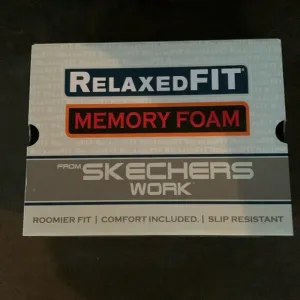 RELAXEDFIT®
MEMORY FOAM
FROM SKECHERS
WORK
ROOMIER FIT | COMFORT INCLUDED. | SLIP RESISTANT